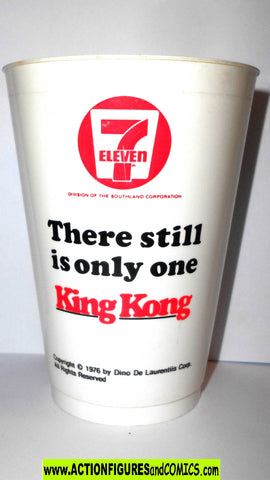 7
ELEVEN
DIVISION OF THE SOUTHLAND CORPORATION
There still
is only one
King Kong
Copyright © 1976 by Dino De Laurentiis Corp.
All Rights Reserved
www.ACTIONFIGURESandCOMICS.com